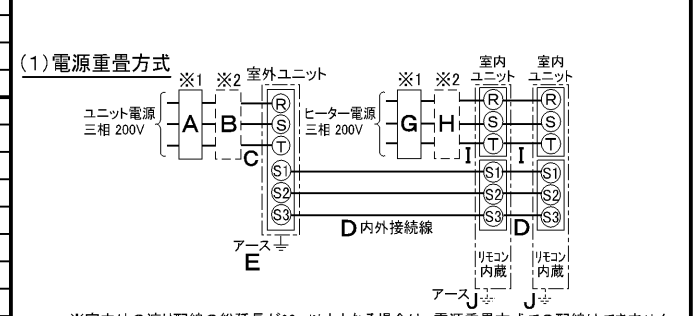 (1)電源重畳方式
※1 ※2 室外ユニット ※1 ※2 室内ユニット 室内ユニット
ユニット電源
三相 200V
A B C
R
S
T
S1
S2
S3
ヒーター電源
三相 200V
G H I I
R R
S S
T T
S1 S1
S2 S2
S3 S3
D 内外接続線 D
アース
E
リモコン
内蔵
リモコン
内蔵
アース J J